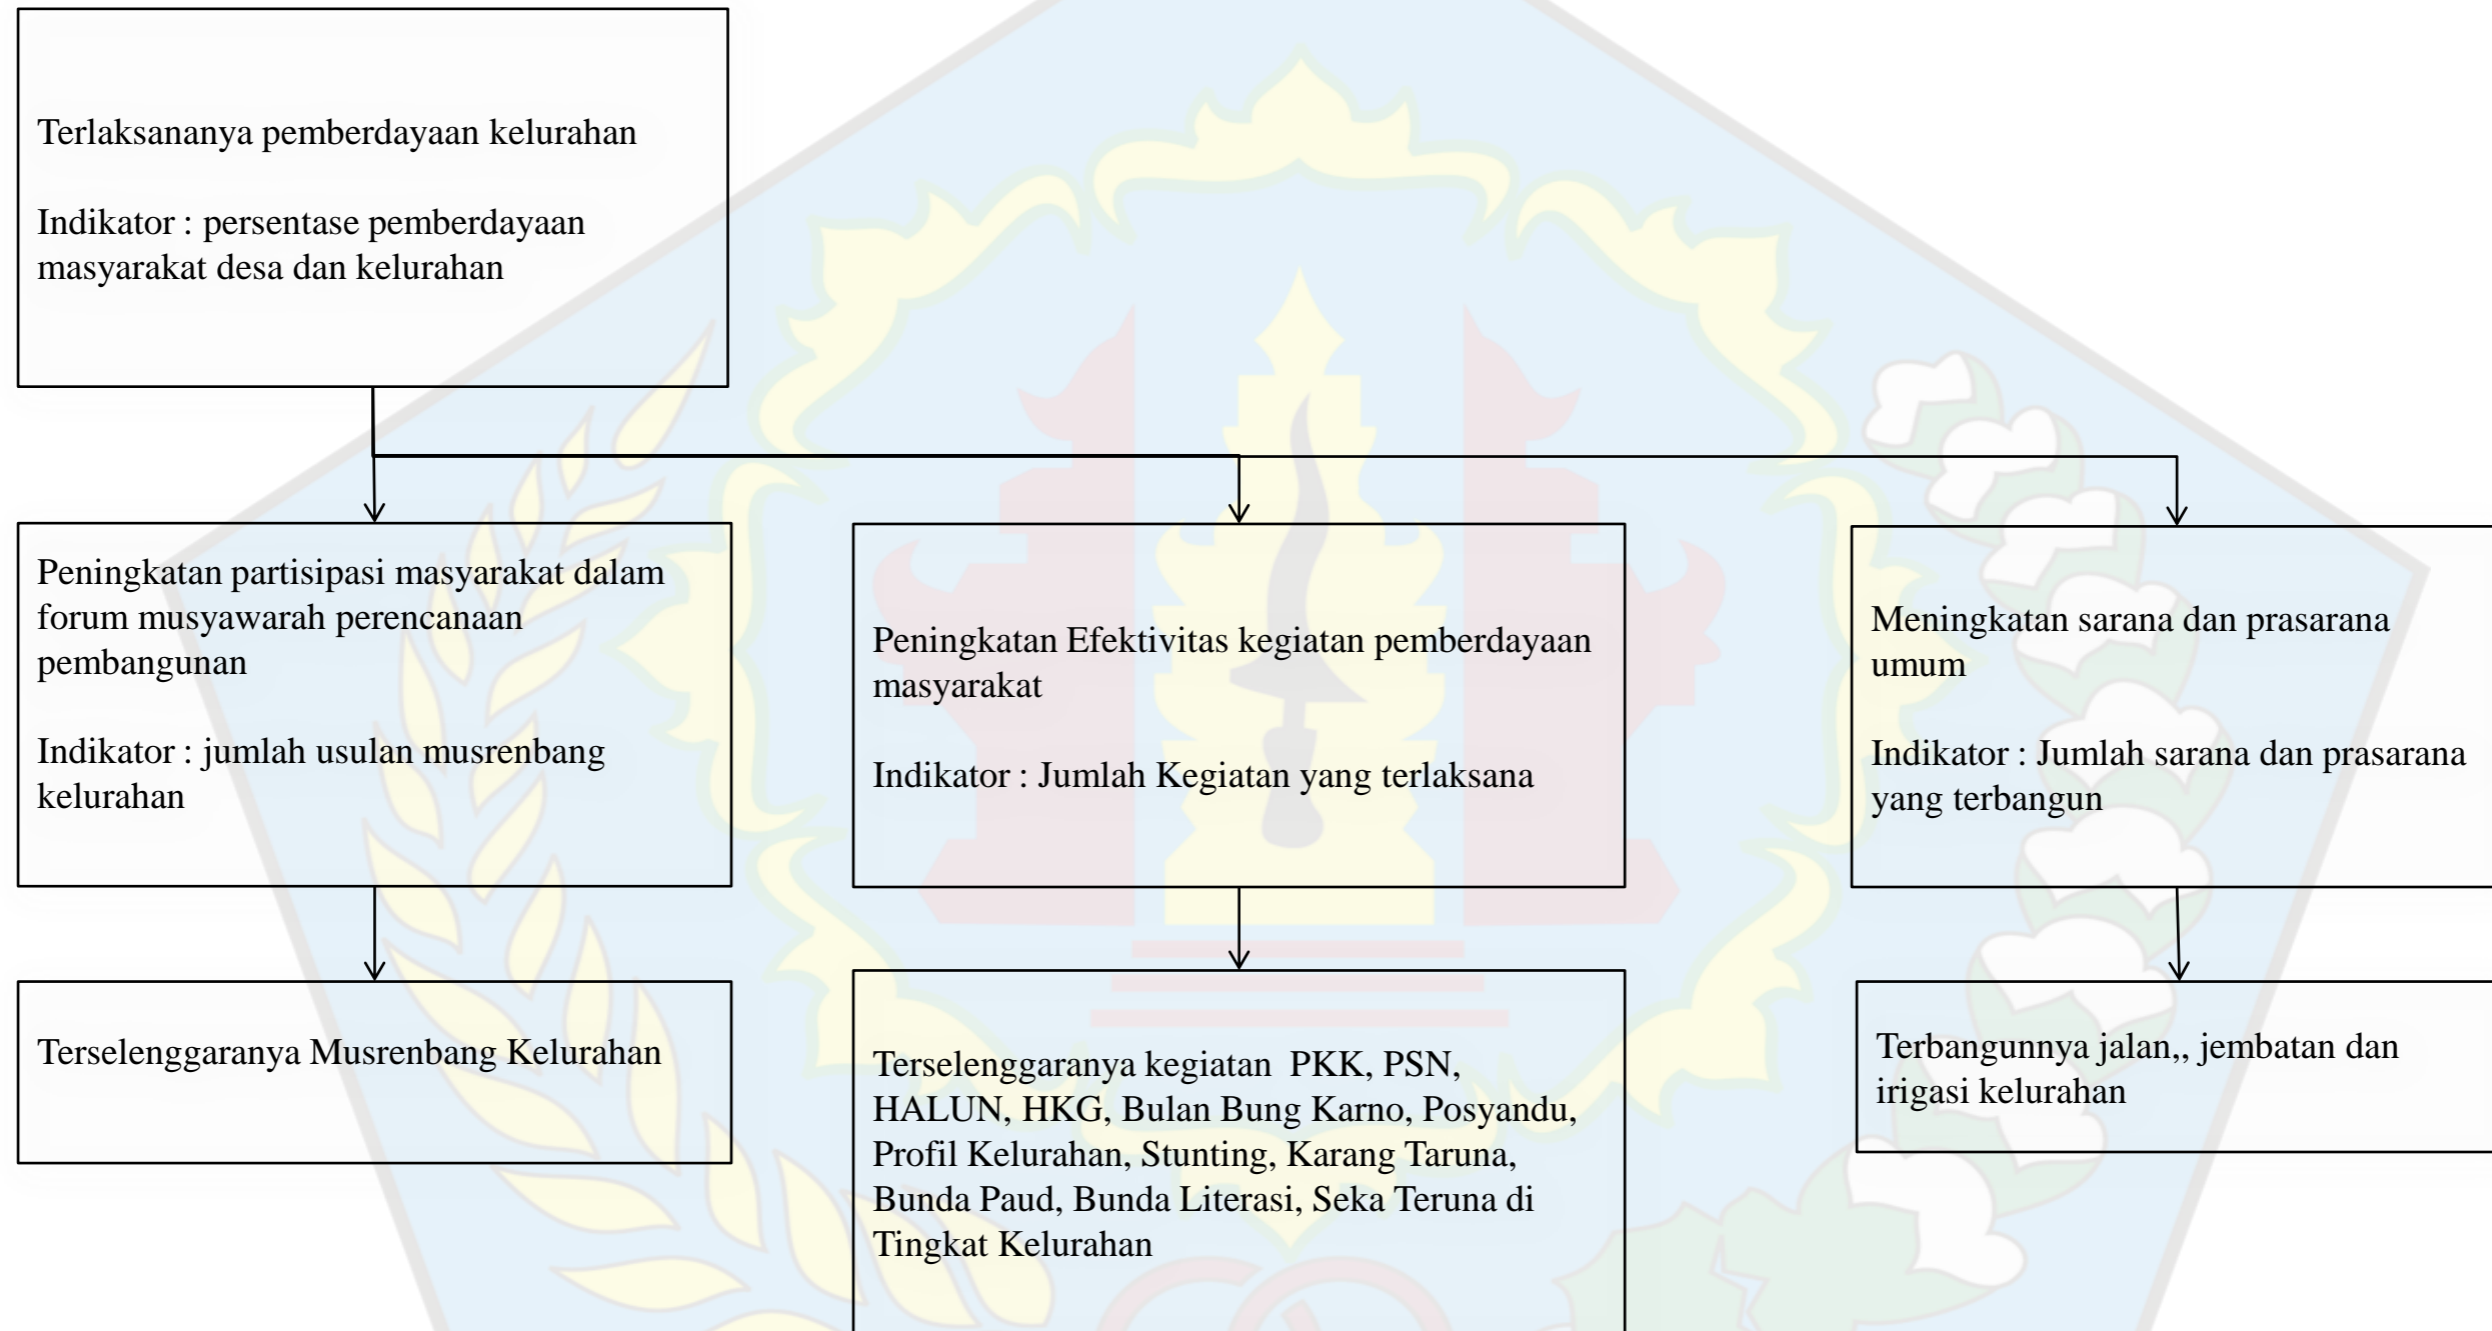 Terlaksananya pemberdayaan kelurahan
Indikator : persentase pemberdayaan
masyarakat desa dan kelurahan
Peningkatan partisipasi masyarakat dalam
forum musyawarah perencanaan
pembangunan
Indikator : jumlah usulan musrenbang
kelurahan
Peningkatan Efektivitas kegiatan pemberdayaan
masyarakat
Indikator : Jumlah Kegiatan yang terlaksana
Meningkatan sarana dan prasarana
umum
Indikator : Jumlah sarana dan prasarana
yang terbangun
Terselenggaranya Musrenbang Kelurahan
Terselenggaranya kegiatan  PKK, PSN,
HALUN, HKG, Bulan Bung Karno, Posyandu,
Profil Kelurahan, Stunting, Karang Taruna,
Bunda Paud, Bunda Literasi, Seka Teruna di
Tingkat Kelurahan
Terbangunnya jalan,, jembatan dan
irigasi kelurahan